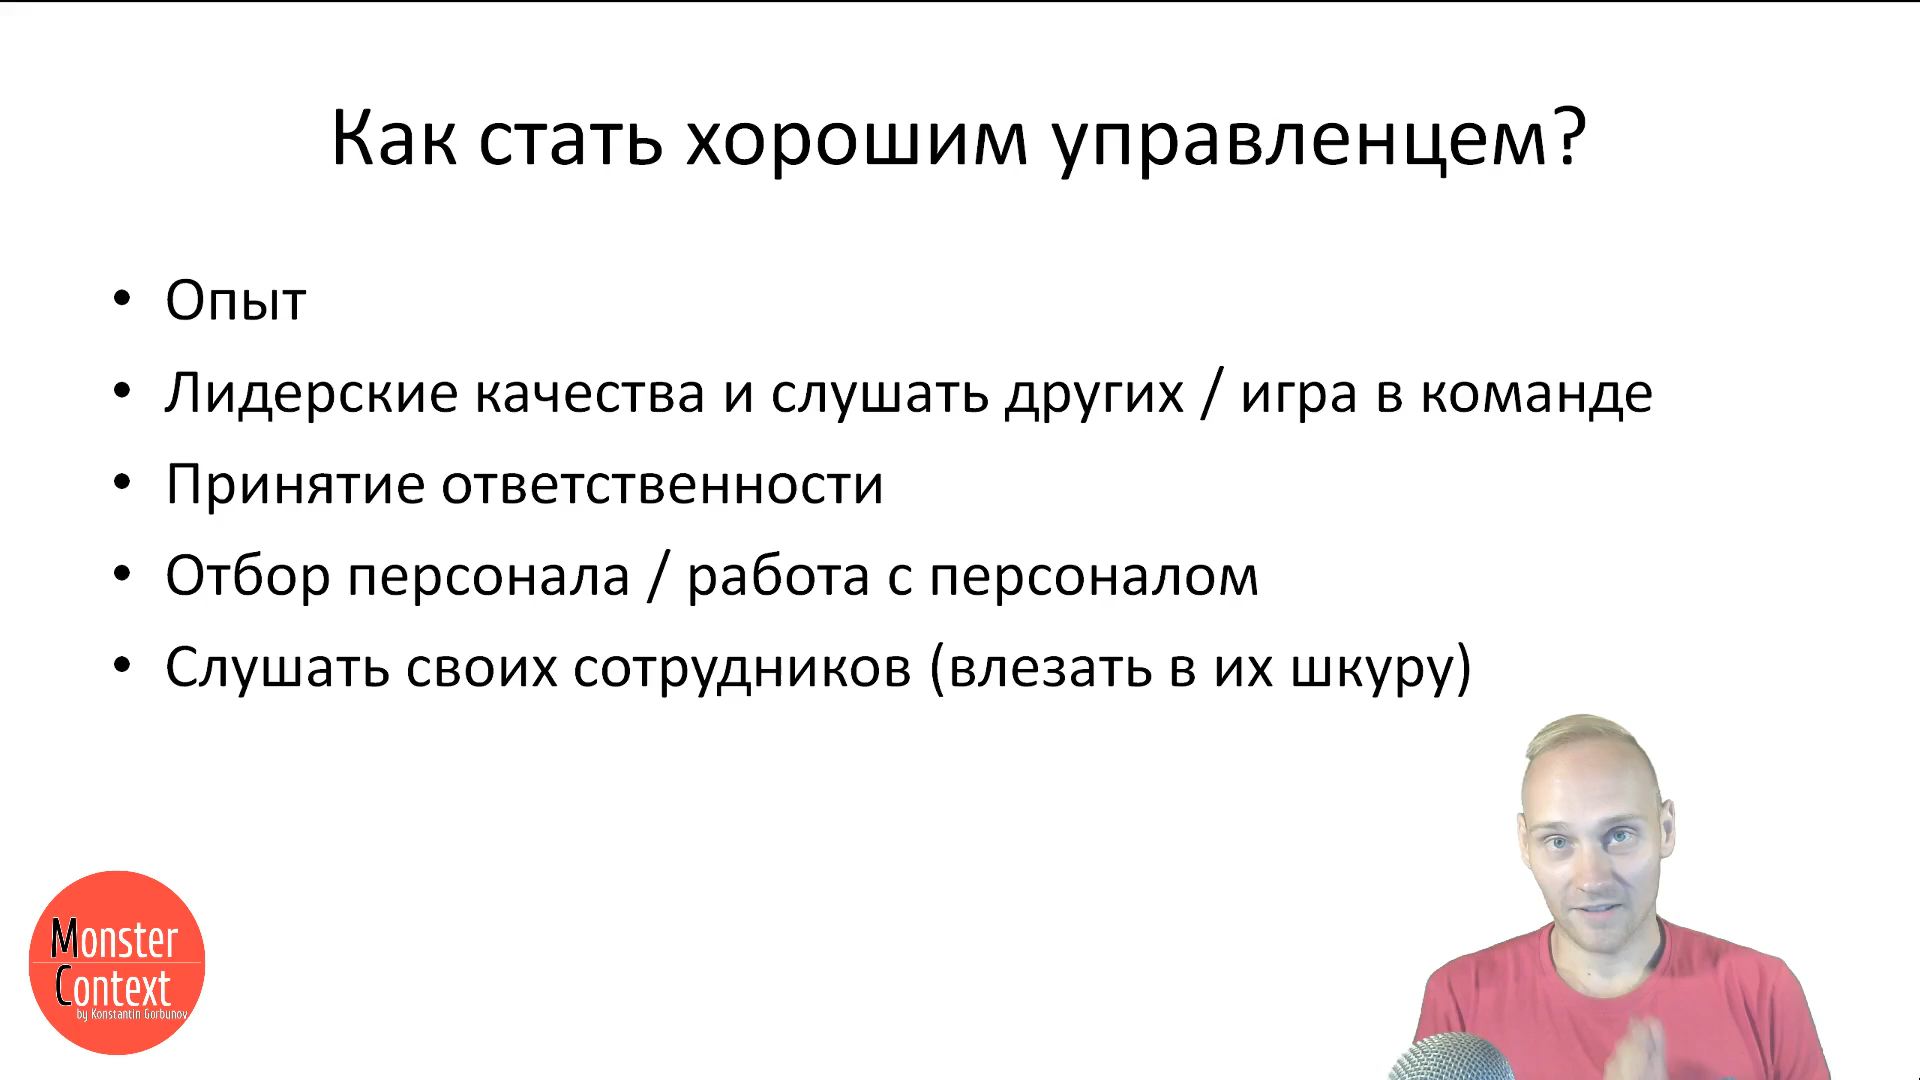 Как стать хорошим управленцем?
• Опыт
• Лидерские качества и слушать других / игра в команде
• Принятие ответственности
• Отбор персонала / работа с персоналом
• Слушать своих сотрудников (влезать в их шкуру)
Monster
Context
by Konstantin Gorbunov